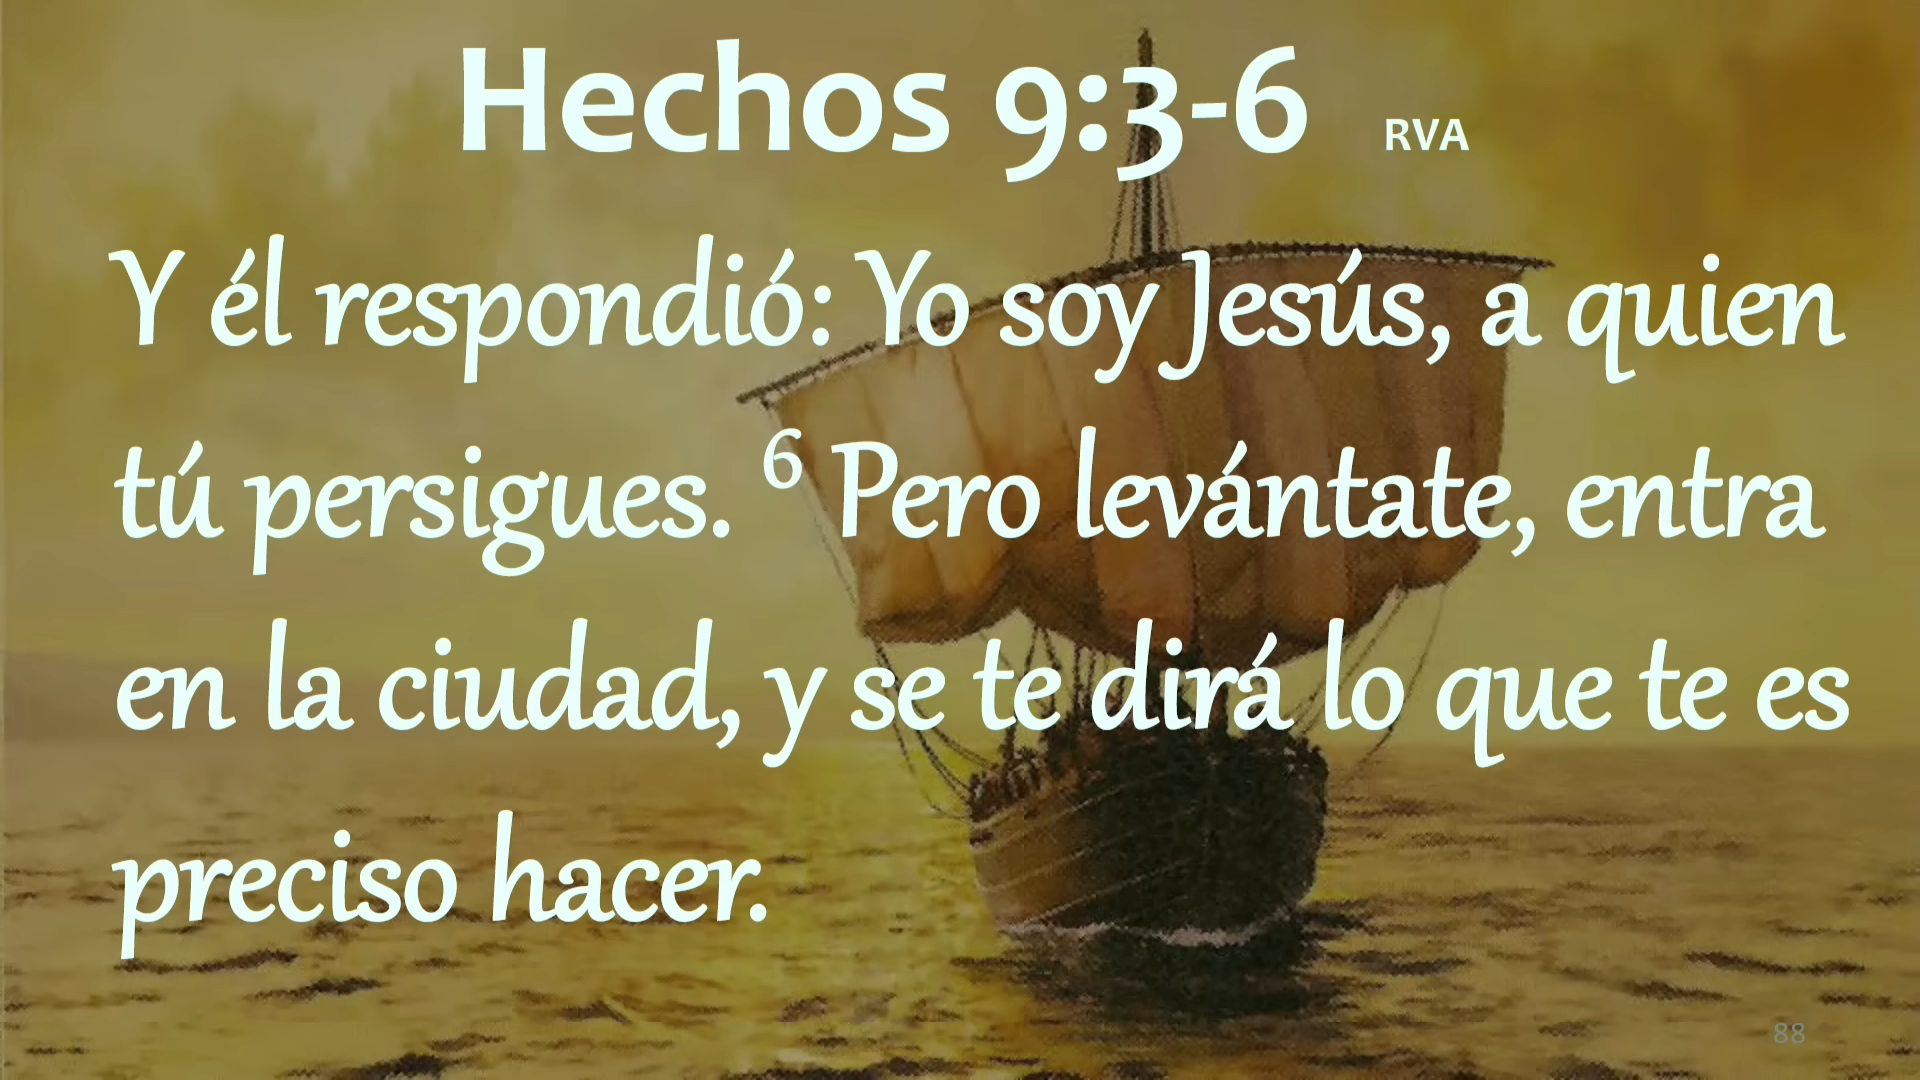 Hechos 9:3-6 RVA
Y él respondió: Yo soy Jesús, a quien
tú persigues. ⁶ Pero levántate, entra
en la ciudad, y se te dirá lo que te es
preciso hacer.
88